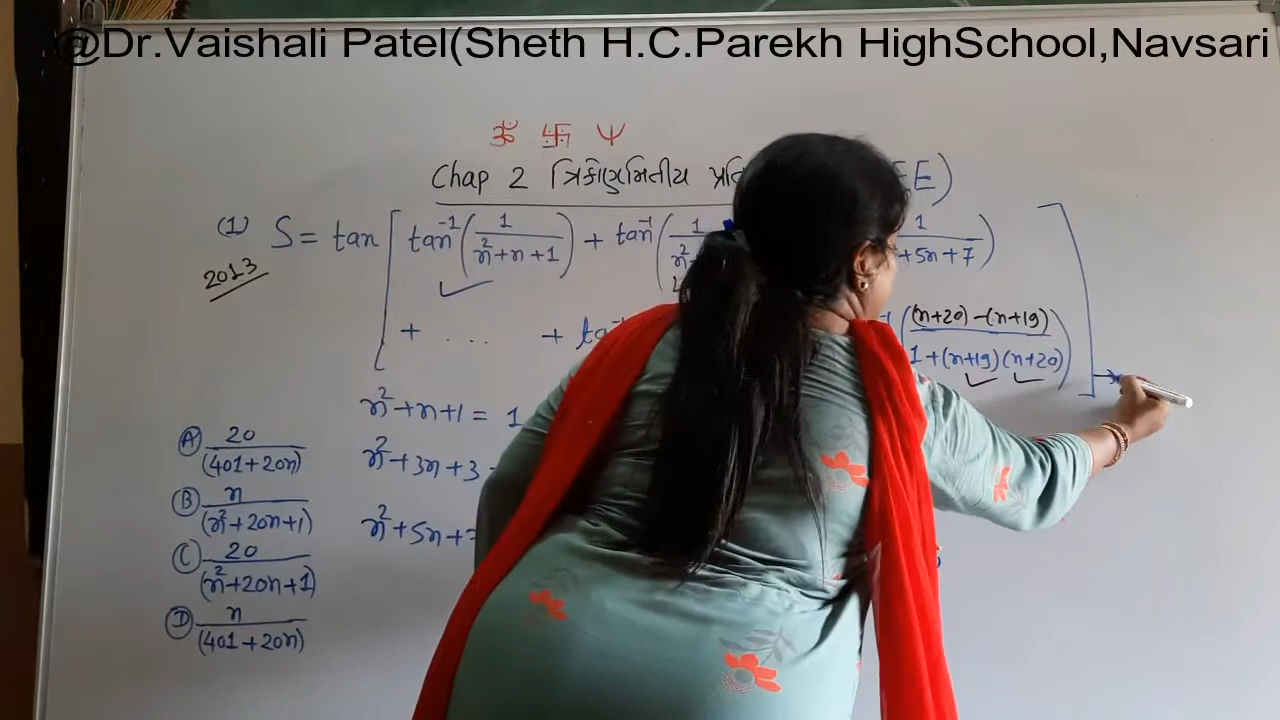 @Dr.Vaishali Patel(Sheth H.C.Parekh HighSchool,Navsari
ॐ 卐 Ψ
Chap 2 ત્રિકોણમિતીય EE)
(1) S = tan [ tan⁻¹(1/(n²+n+1)) + tan⁻¹(1/(n² 1/( +5n+7)
2013
+ ... + ((n+20)-(n+19))/(1+(n+19)(n+20)) ] →
n²+n+1 = 1
n²+3n+3
n²+5n+7
(A) 20/(401+20n)
(B) n/(n²+20n+1)
(C) 20/(n²+20n+1)
(D) n/(401+20n)